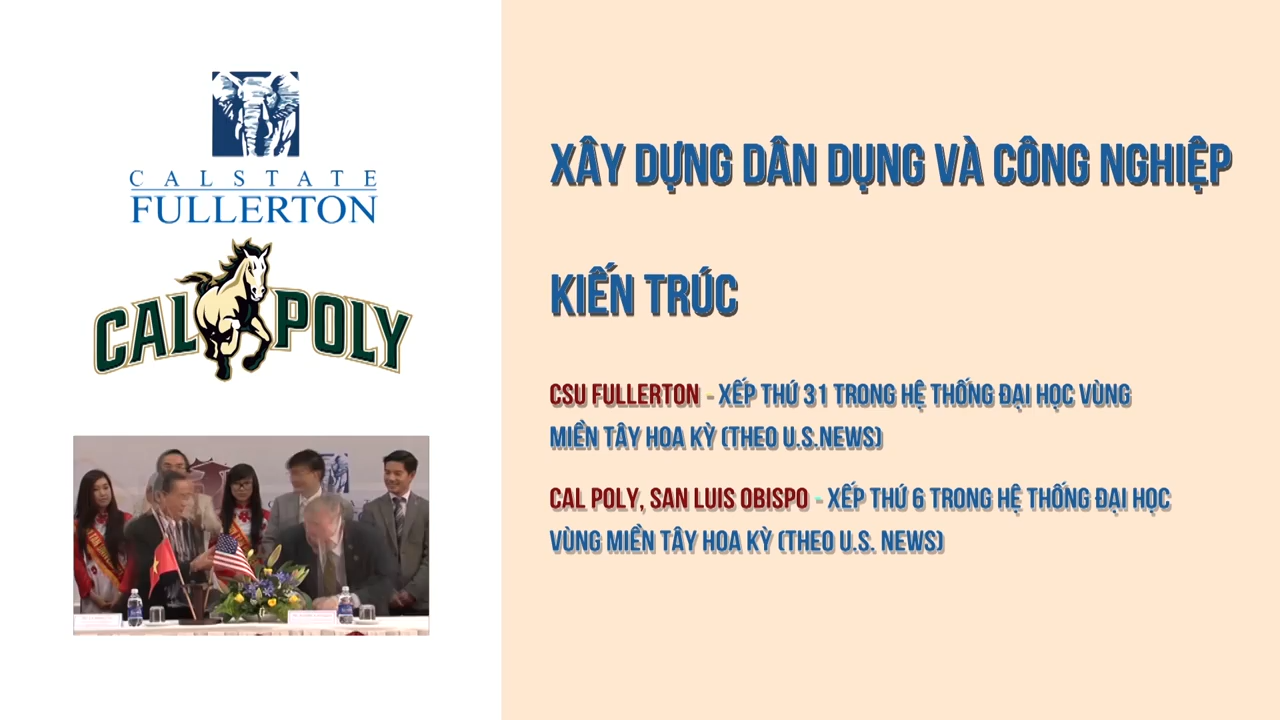 CALSTATE
FULLERTON
CAL POLY
XÂY DỰNG DÂN DỤNG VÀ CÔNG NGHIỆP
KIẾN TRÚC
CSU FULLERTON - XẾP THỨ 31 TRONG HỆ THỐNG ĐẠI HỌC VÙNG
MIỀN TÂY HOA KỲ (THEO U.S.NEWS)
CAL POLY, SAN LUIS OBISPO - XẾP THỨ 6 TRONG HỆ THỐNG ĐẠI HỌC
VÙNG MIỀN TÂY HOA KỲ (THEO U.S. NEWS)